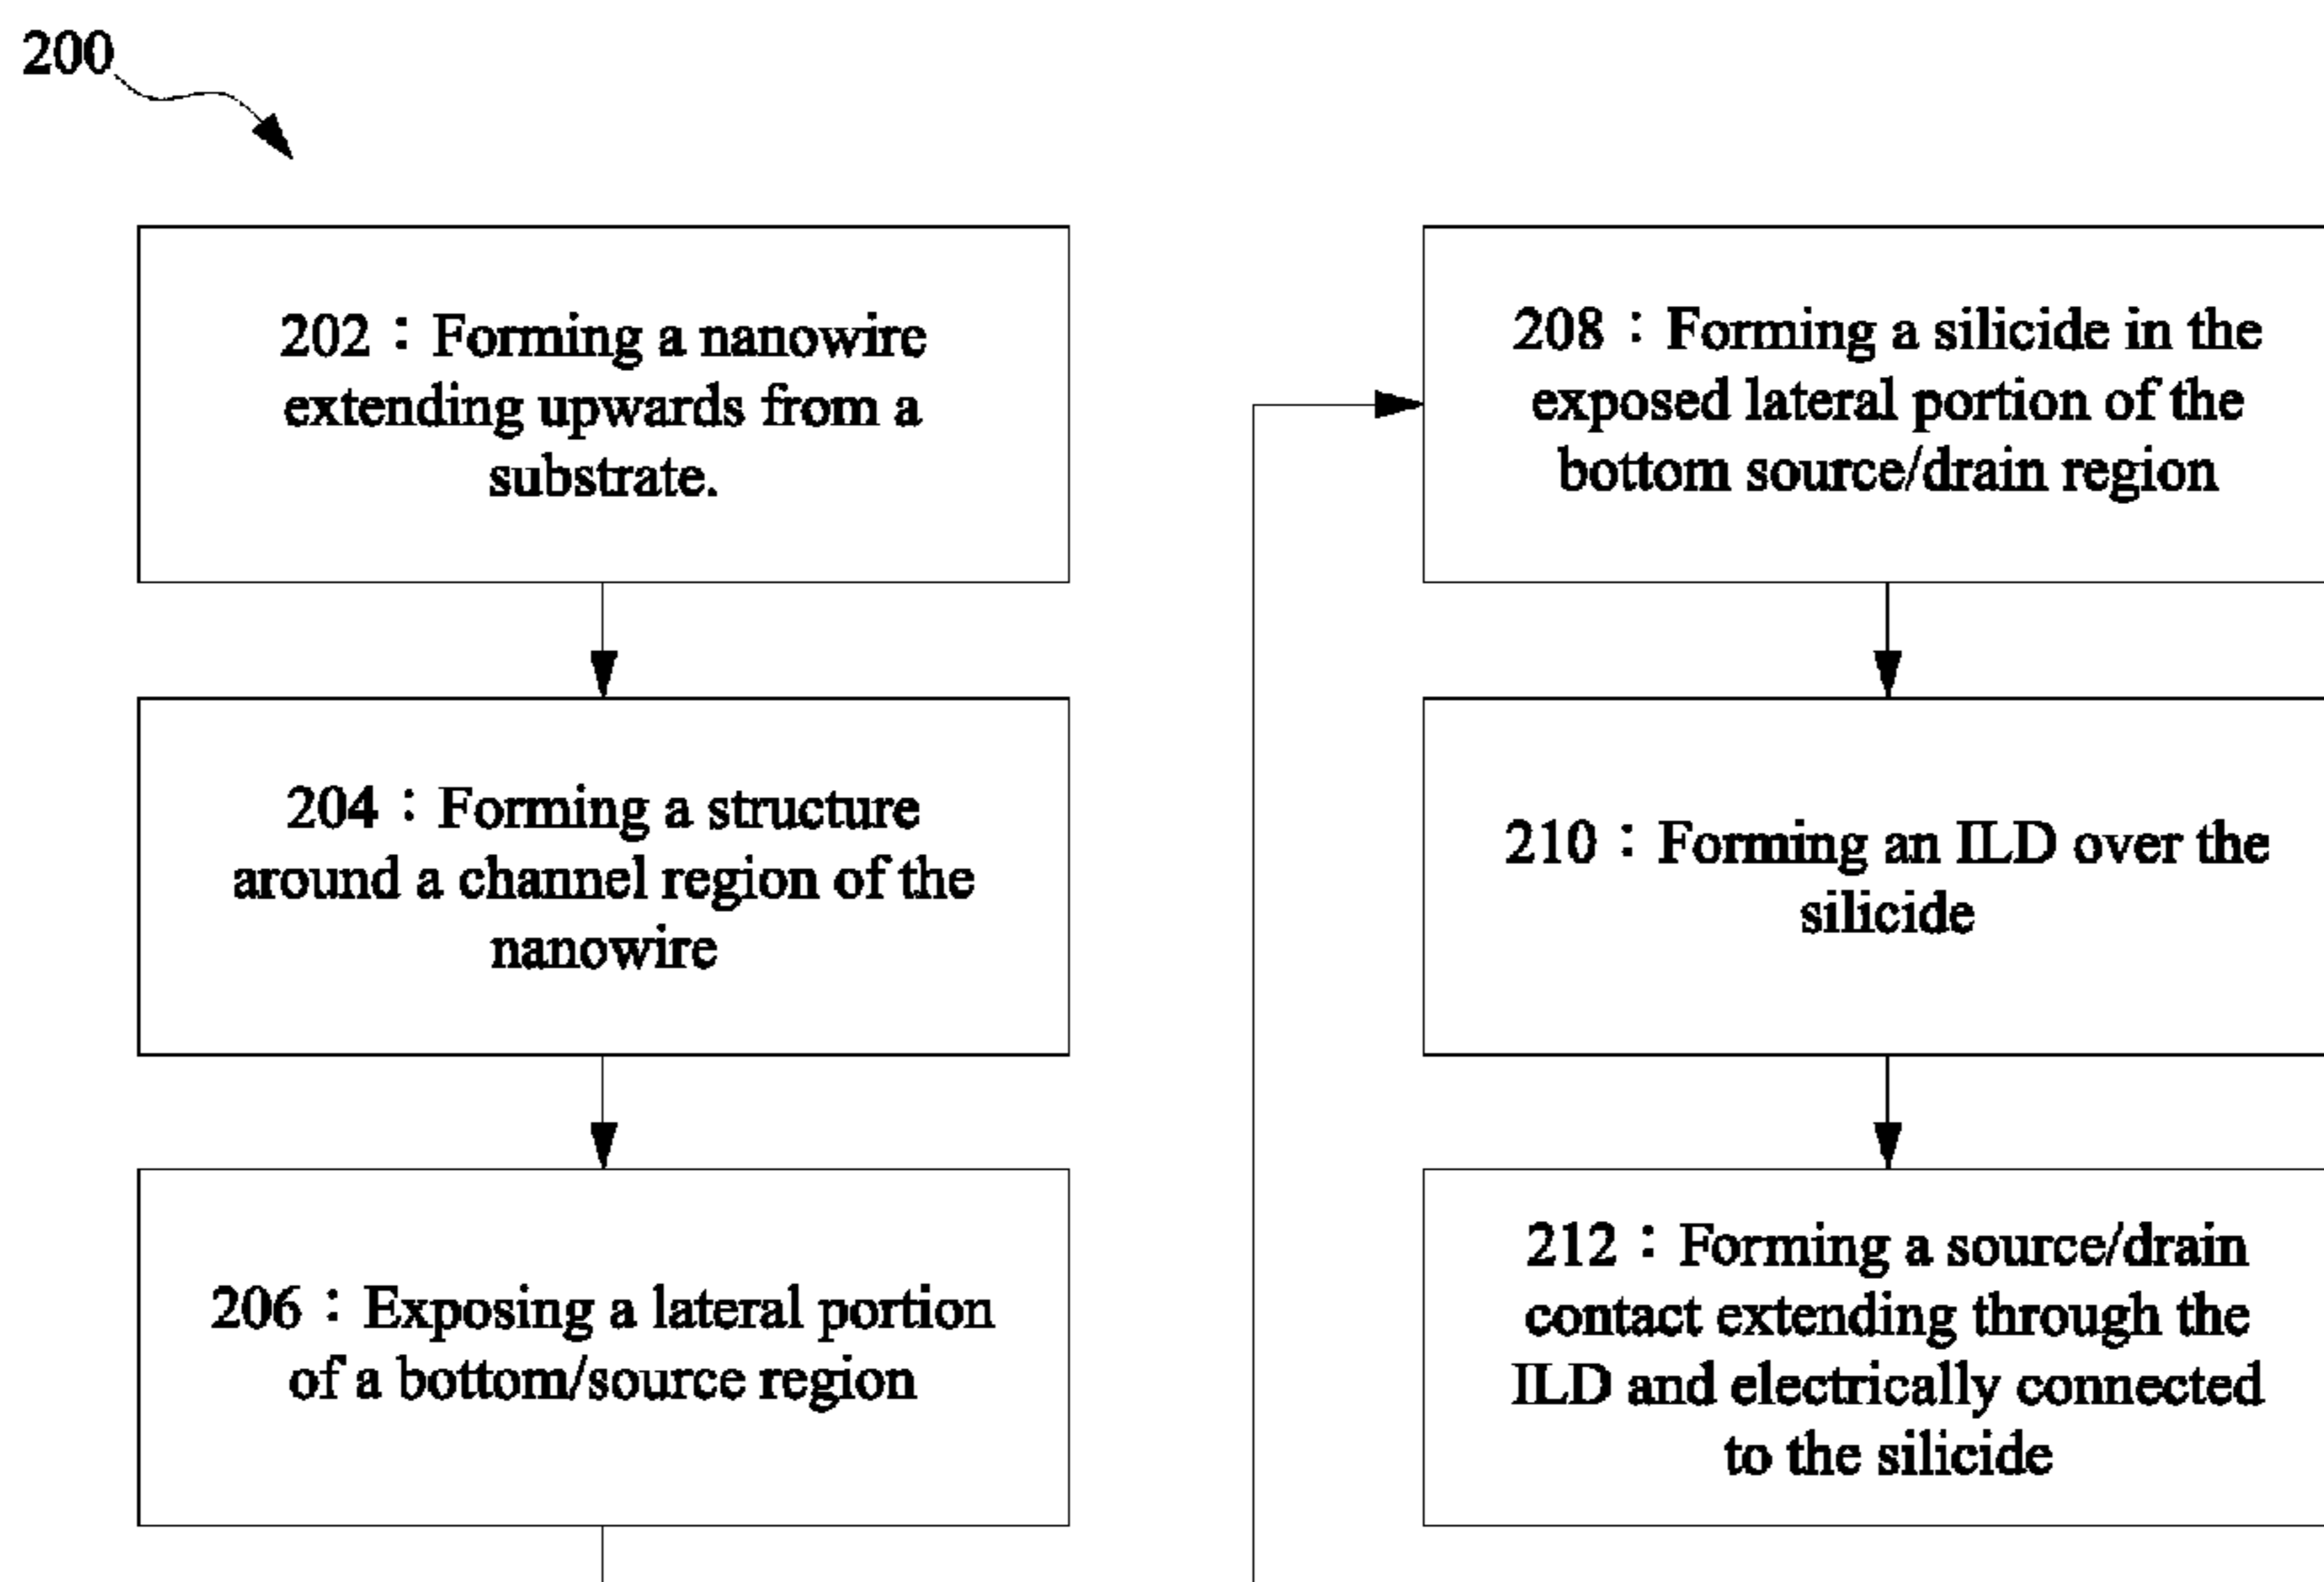 200
202：Forming a nanowire
extending upwards from a
substrate.
204：Forming a structure
around a channel region of the
nanowire
206：Exposing a lateral portion
of a bottom/source region
208：Forming a silicide in the
exposed lateral portion of the
bottom source/drain region
210：Forming an ILD over the
silicide
212：Forming a source/drain
contact extending through the
ILD and electrically connected
to the silicide